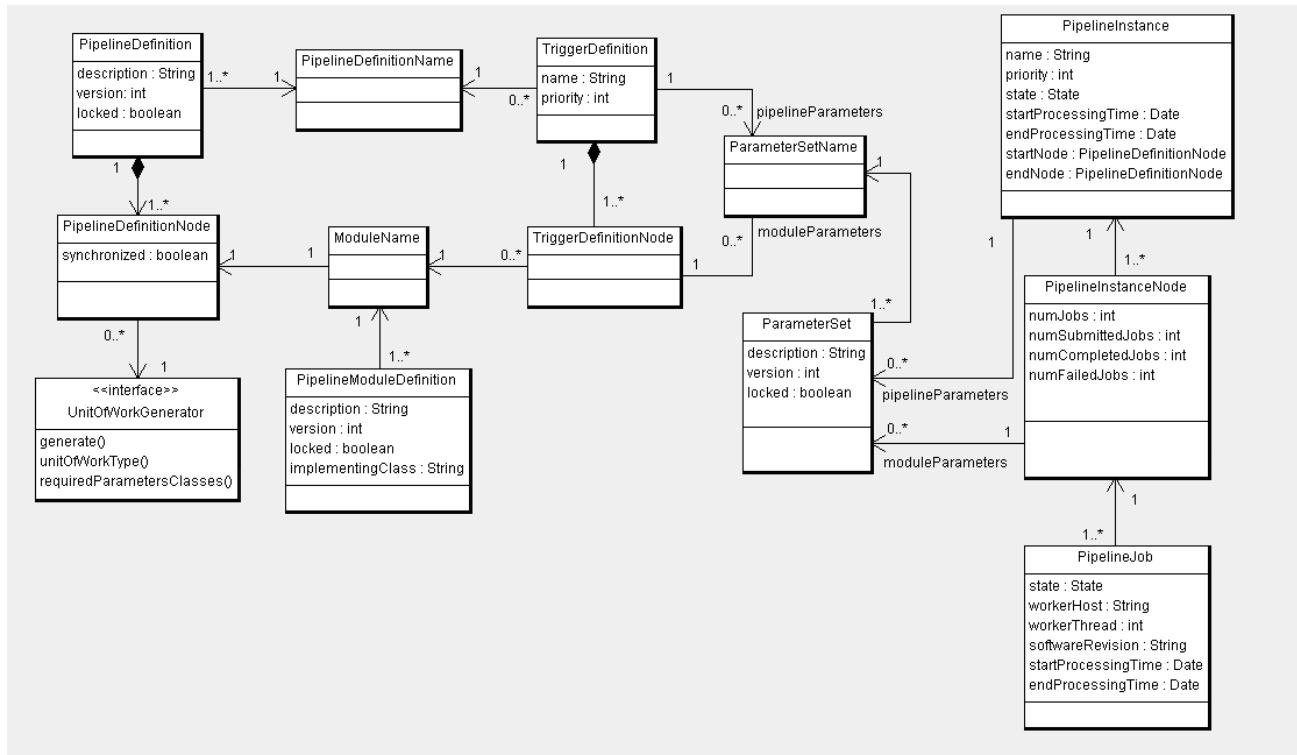 PipelineDefinition
description : String
version: int
locked : boolean
1..*
1
PipelineDefinitionName
1
0..*
TriggerDefinition
name : String
priority : int
1
0..*
pipelineParameters
PipelineInstance
name : String
priority : int
state : State
startProcessingTime : Date
endProcessingTime : Date
startNode : PipelineDefinitionNode
endNode : PipelineDefinitionNode
1
1..*
1
1..*
ParameterSetName
1
PipelineDefinitionNode
synchronized : boolean
1
1
ModuleName
1
0..*
TriggerDefinitionNode
1
0..*
moduleParameters
1
1
1..*
0..*
1
1
1..*
1..*
ParameterSet
description : String
version : int
locked : boolean
0..*
pipelineParameters
0..*
moduleParameters
1
PipelineInstanceNode
numJobs : int
numSubmittedJobs : int
numCompletedJobs : int
numFailedJobs : int
<<interface>>
UnitOfWorkGenerator
generate()
unitOfWorkType()
requiredParametersClasses()
PipelineModuleDefinition
description : String
version : int
locked : boolean
implementingClass : String
1
1..*
PipelineJob
state : State
workerHost : String
workerThread : int
softwareRevision : String
startProcessingTime : Date
endProcessingTime : Date